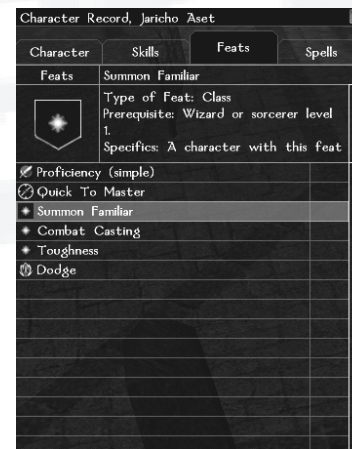 Character Record, Jaricho Aset
Character Skills Feats Spells
Feats Summon Familiar
Type of Feat: Class
Prerequisite: Wizard or sorcerer level
1.
Specifics: A character with this feat
Proficiency (simple)
Quick To Master
Summon Familiar
Combat Casting
Toughness
Dodge